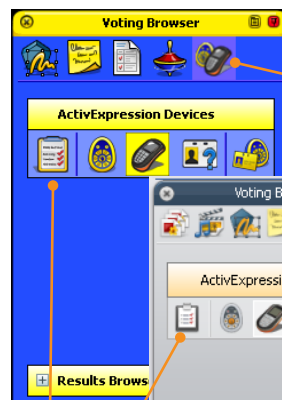 Voting Browser
ActivExpression Devices
Voting B
ActivExpressi
Results Brows